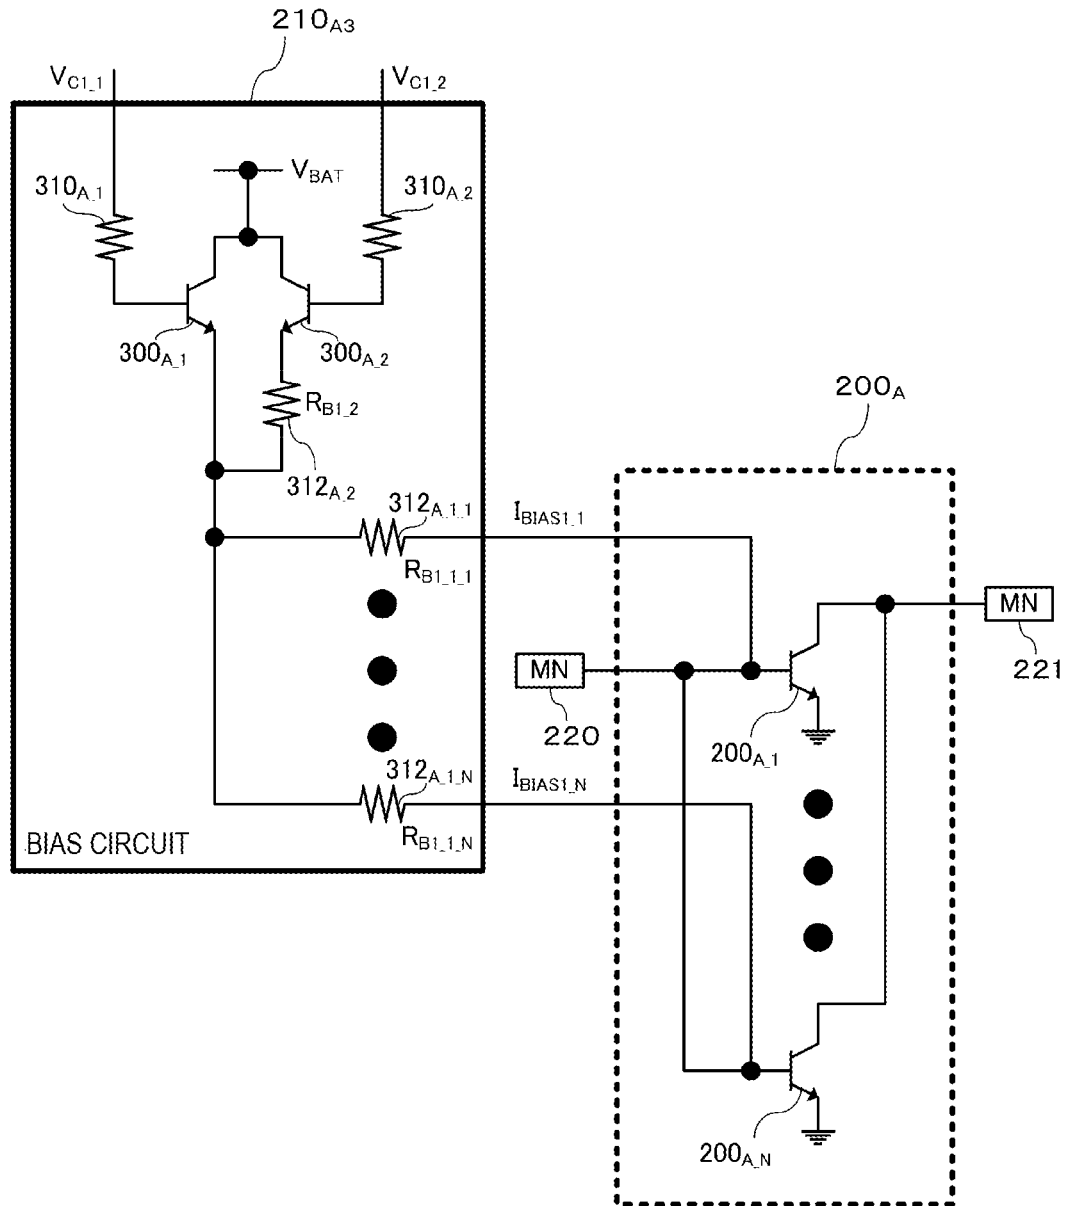 210A3
VC1_1
VC1_2
VBAT
310A_1
310A_2
300A_1
300A_2
RB1_2
312A_2
200A
312A_1_1
IBIAS1_1
RB1_1_1
MN
221
MN
220
200A_1
312A_1_N
IBIAS1_N
RB1_1_N
BIAS CIRCUIT
200A_N